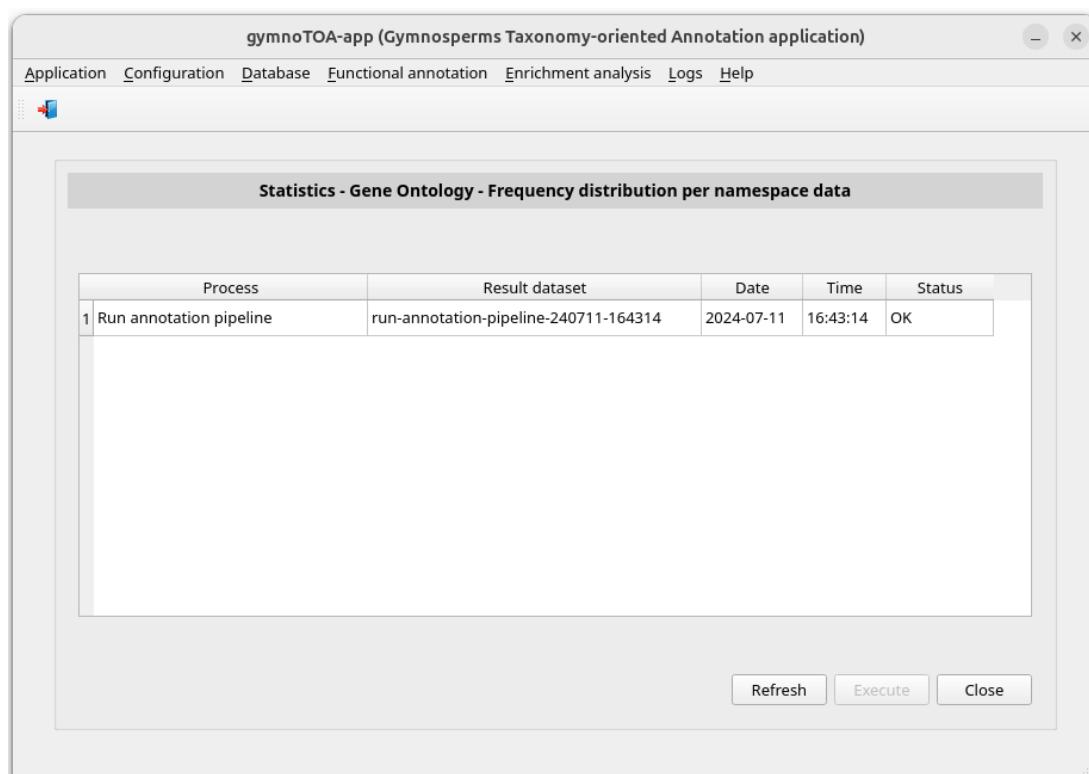 gymnoTOA-app (Gymnosperms Taxonomy-oriented Annotation application)
Application Configuration Database Functional annotation Enrichment analysis Logs Help
Statistics - Gene Ontology - Frequency distribution per namespace data
Process Result dataset Date Time Status
1 Run annotation pipeline run-annotation-pipeline-240711-164314 2024-07-11 16:43:14 OK
Refresh Execute Close